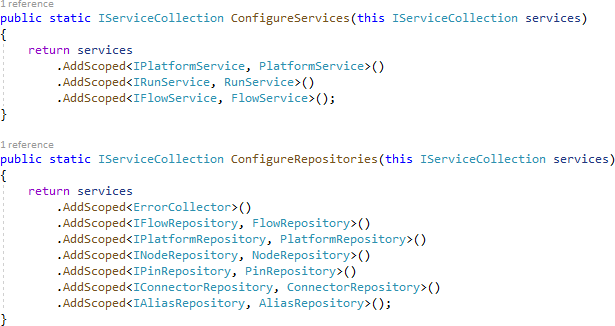 1 reference
public static IServiceCollection ConfigureServices(this IServiceCollection services)
{
    return services
        .AddScoped<IPlatformService, PlatformService>()
        .AddScoped<IRunService, RunService>()
        .AddScoped<IFlowService, FlowService>();
}
1 reference
public static IServiceCollection ConfigureRepositories(this IServiceCollection services)
{
    return services
        .AddScoped<ErrorCollector>()
        .AddScoped<IFlowRepository, FlowRepository>()
        .AddScoped<IPlatformRepository, PlatformRepository>()
        .AddScoped<INodeRepository, NodeRepository>()
        .AddScoped<IPinRepository, PinRepository>()
        .AddScoped<IConnectorRepository, ConnectorRepository>()
        .AddScoped<IAliasRepository, AliasRepository>();
}